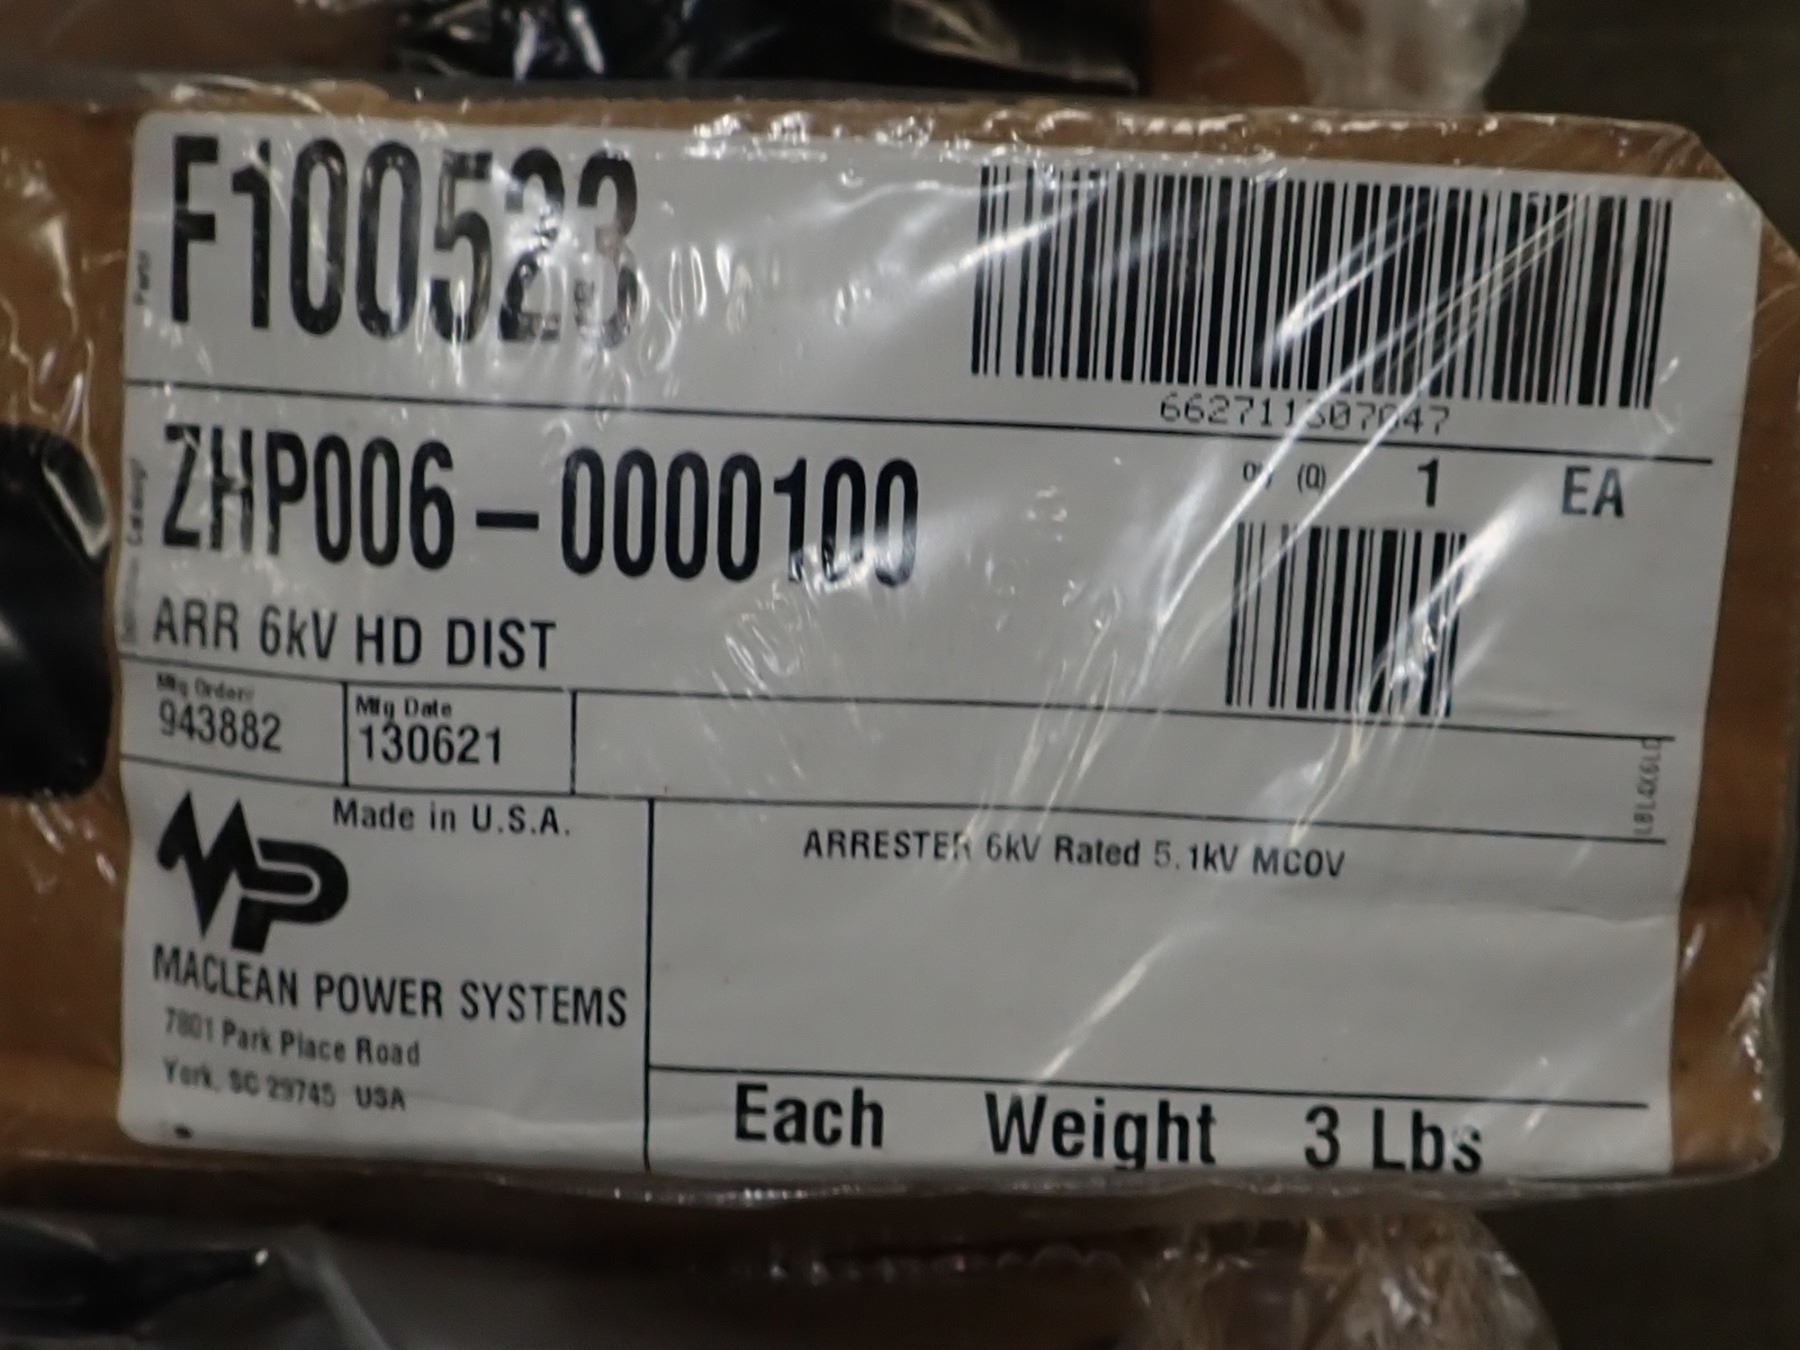 F100523
ZHP006-0000100
(Q) 1 EA
ARR 6kV HD DIST
Mfg Order
943882
Mfg Date
130621
LBL4X6LD
Made in U.S.A.
MP
MACLEAN POWER SYSTEMS
7801 Park Place Road
York, SC 29745 USA
ARRESTER 6kV Rated 5.1kV MCOV
Each Weight 3 Lbs